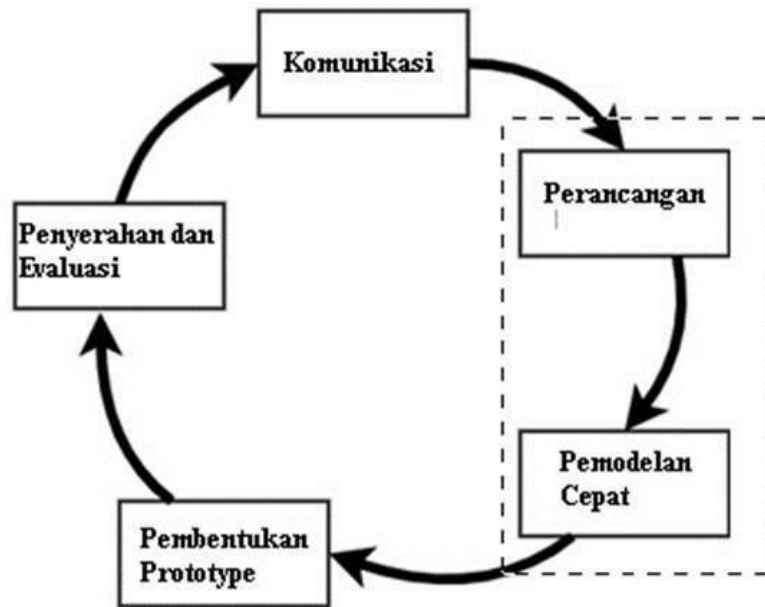 Komunikasi
Perancangan
Pemodelan
Cepat
Pembentukan
Prototype
Penyerahan dan
Evaluasi